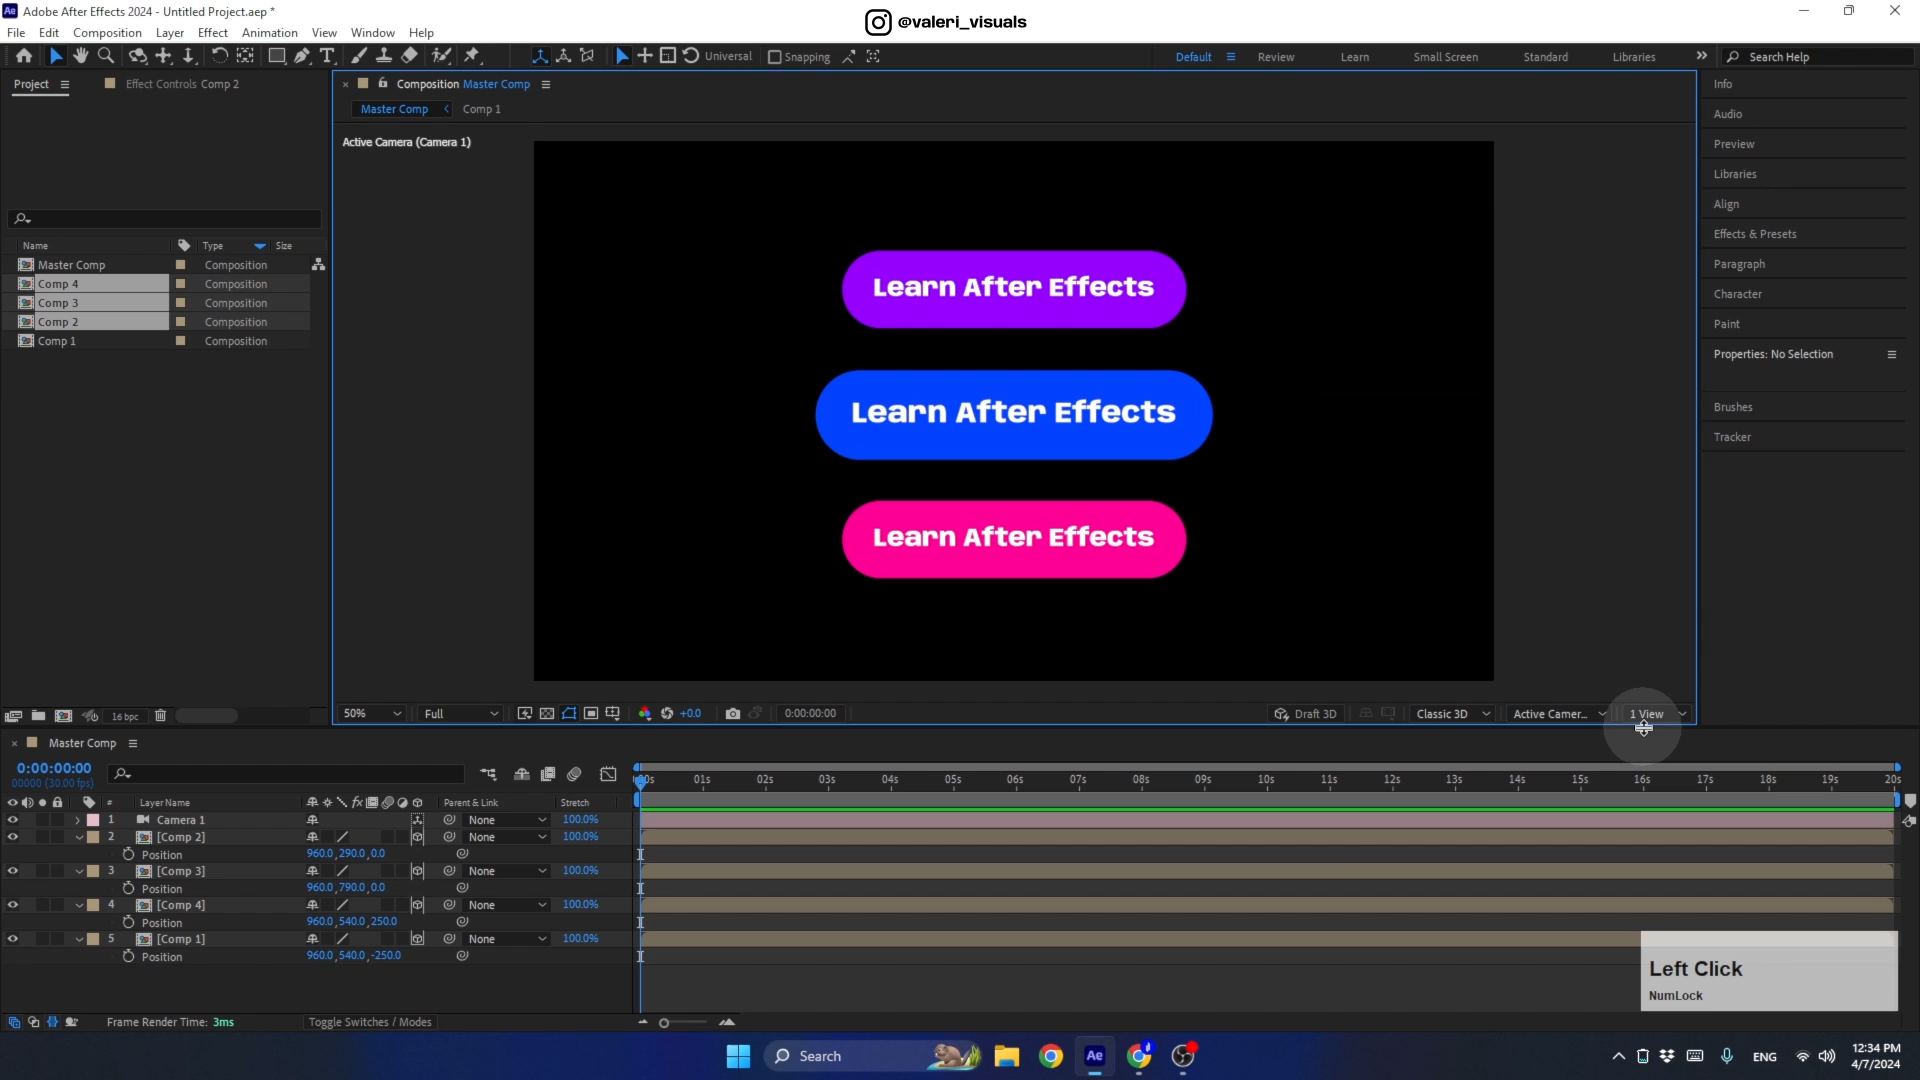 Adobe After Effects 2024 - Untitled Project.aep *
@valeri_visuals
File Edit Composition Layer Effect Animation View Window Help
Universal Snapping Default Review Learn Small Screen Standard Libraries Search Help
Project Effect Controls Comp 2
Composition Master Comp
Master Comp Comp 1
Active Camera (Camera 1)
Learn After Effects
Learn After Effects
Learn After Effects
Name Type Size
Master Comp Composition
Comp 4 Composition
Comp 3 Composition
Comp 2 Composition
Comp 1 Composition
16 bpc
50% Full +0.0 0:00:00:00 Draft 3D Classic 3D Active Camer... 1 View
Info
Audio
Preview
Libraries
Align
Effects & Presets
Paragraph
Character
Paint
Properties: No Selection
Brushes
Tracker
Master Comp
0:00:00:00
00000 (30.00 fps)
:00s 01s 02s 03s 04s 05s 06s 07s 08s 09s 10s 11s 12s 13s 14s 15s 16s 17s 18s 19s 20s
# Layer Name Parent & Link Stretch
1 Camera 1 None 100.0%
2 [Comp 2] None 100.0%
Position 960.0,290.0,0.0
3 [Comp 3] None 100.0%
Position 960.0,790.0,0.0
4 [Comp 4] None 100.0%
Position 960.0,540.0,250.0
5 [Comp 1] None 100.0%
Position 960.0,540.0,-250.0
Left Click
NumLock
Frame Render Time: 3ms Toggle Switches / Modes
Search
ENG
12:34 PM
4/7/2024